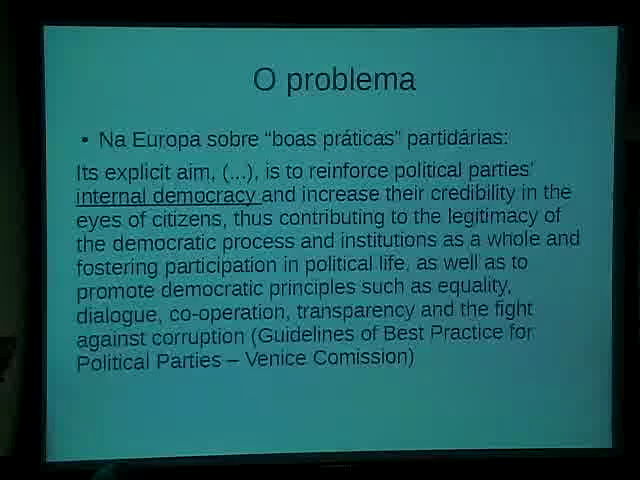 O problema
• Na Europa sobre “boas práticas” partidárias:
Its explicit aim, (...), is to reinforce political parties’
internal democracy and increase their credibility in the
eyes of citizens, thus contributing to the legitimacy of
the democratic process and institutions as a whole and
fostering participation in political life, as well as to
promote democratic principles such as equality,
dialogue, co-operation, transparency and the fight
against corruption (Guidelines of Best Practice for
Political Parties – Venice Comission)